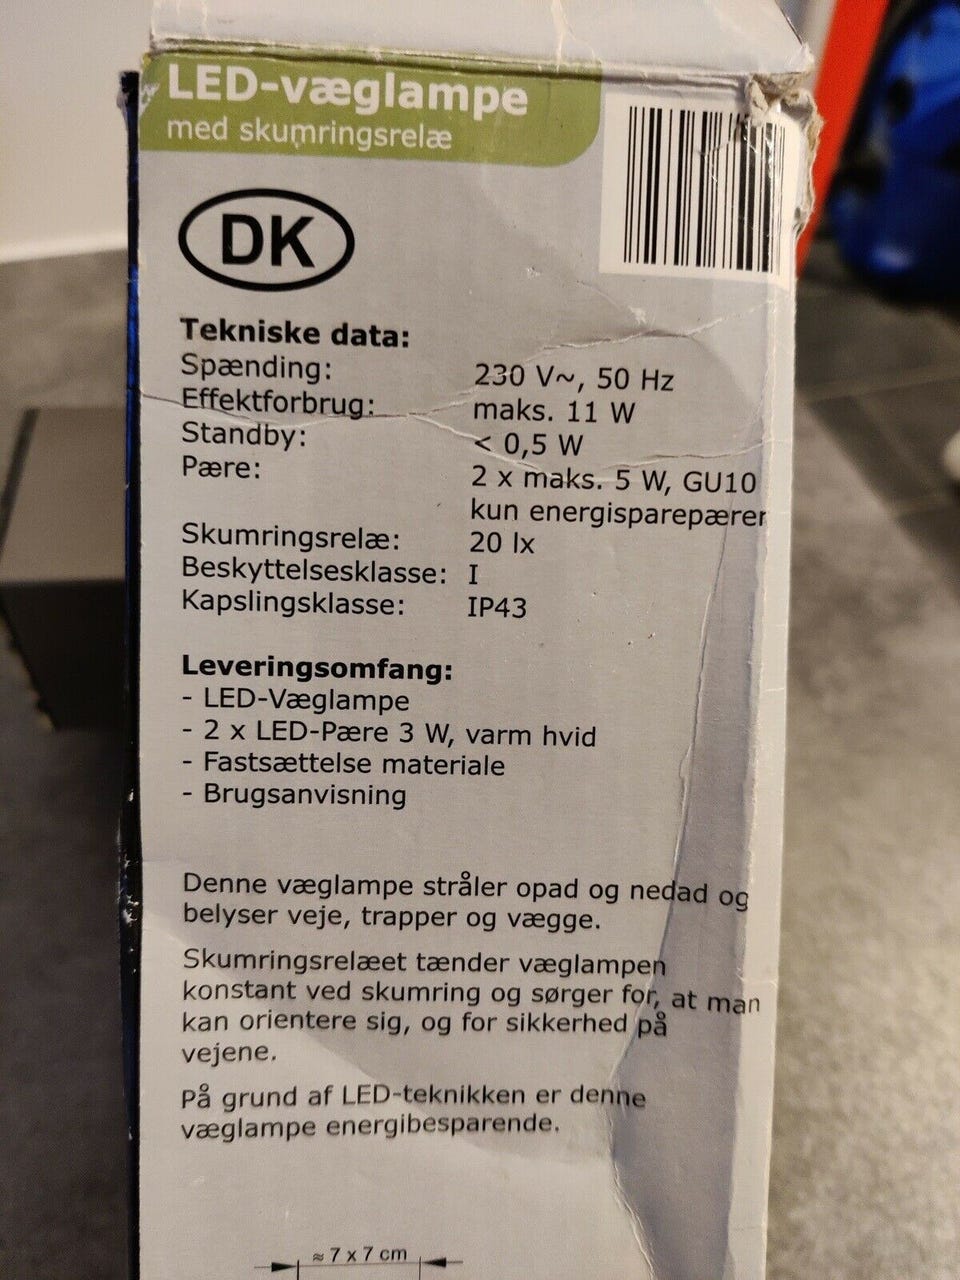 LED-væglampe
med skumringsrelæ
DK
Tekniske data:
Spænding: 230 V~, 50 Hz
Effektforbrug: maks. 11 W
Standby: < 0,5 W
Pære: 2 x maks. 5 W, GU10
kun energisparepærer
Skumringsrelæ: 20 lx
Beskyttelsesklasse: I
Kapslingsklasse: IP43
Leveringsomfang:
- LED-Væglampe
- 2 x LED-Pære 3 W, varm hvid
- Fastsættelse materiale
- Brugsanvisning
Denne væglampe stråler opad og nedad og
belyser veje, trapper og vægge.
Skumringsrelæet tænder væglampen
konstant ved skumring og sørger for, at man
kan orientere sig, og for sikkerhed på
vejene.
På grund af LED-teknikken er denne
væglampe energibesparende.
≈ 7 x 7 cm